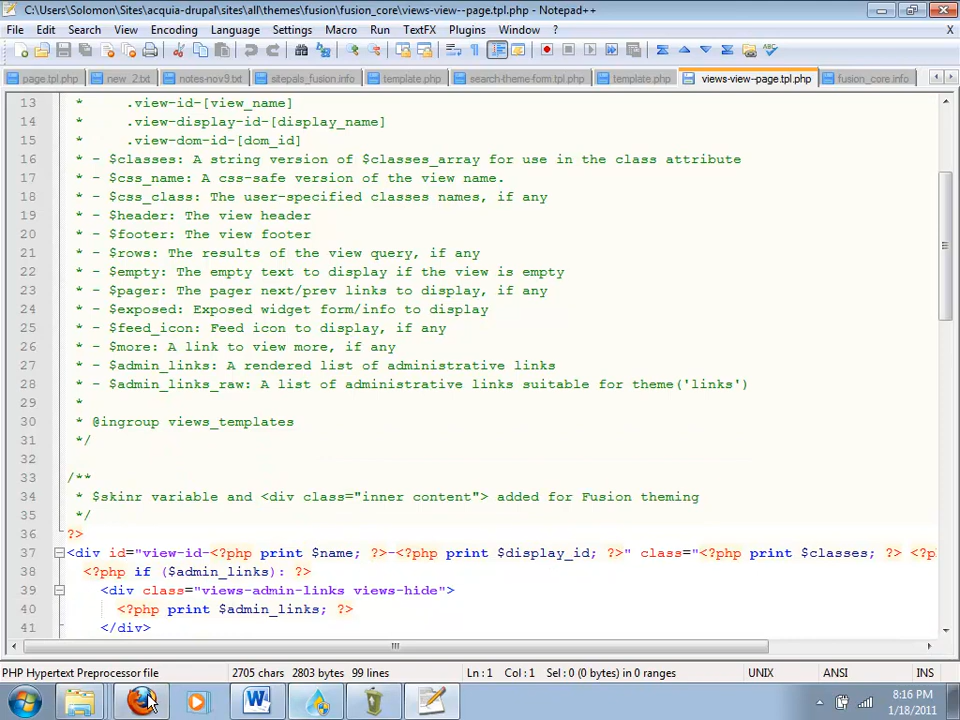 C:\Users\Solomon\Sites\acquia-drupal\sites\all\themes\fusion\fusion_core\views-view--page.tpl.php - Notepad++
File Edit Search View Encoding Language Settings Macro Run TextFX Plugins Window ? X
page.tpl.php new_2.txt notes-nov9.txt sitepals_fusion.info template.php search-theme-form.tpl.php template.php views-view--page.tpl.php fusion_core.info
13 * .view-id-[view_name]
14 * .view-display-id-[display_name]
15 * .view-dom-id-[dom_id]
16 * - $classes: A string version of $classes_array for use in the class attribute
17 * - $css_name: A css-safe version of the view name.
18 * - $css_class: The user-specified classes names, if any
19 * - $header: The view header
20 * - $footer: The view footer
21 * - $rows: The results of the view query, if any
22 * - $empty: The empty text to display if the view is empty
23 * - $pager: The pager next/prev links to display, if any
24 * - $exposed: Exposed widget form/info to display
25 * - $feed_icon: Feed icon to display, if any
26 * - $more: A link to view more, if any
27 * - $admin_links: A rendered list of administrative links
28 * - $admin_links_raw: A list of administrative links suitable for theme('links')
29 *
30 * @ingroup views_templates
31 */
32
33 /**
34 * $skinr variable and <div class="inner content"> added for Fusion theming
35 */
36 ?>
37 <div id="view-id-<?php print $name; ?>-<?php print $display_id; ?>" class="<?php print $classes; ?> <?p
38 <?php if ($admin_links): ?>
39 <div class="views-admin-links views-hide">
40 <?php print $admin_links; ?>
41 </div>
PHP Hypertext Preprocessor file 2705 chars 2803 bytes 99 lines Ln : 1 Col : 1 Sel : 0 (0 bytes) in 0 ranges UNIX ANSI INS
8:16 PM
1/18/2011